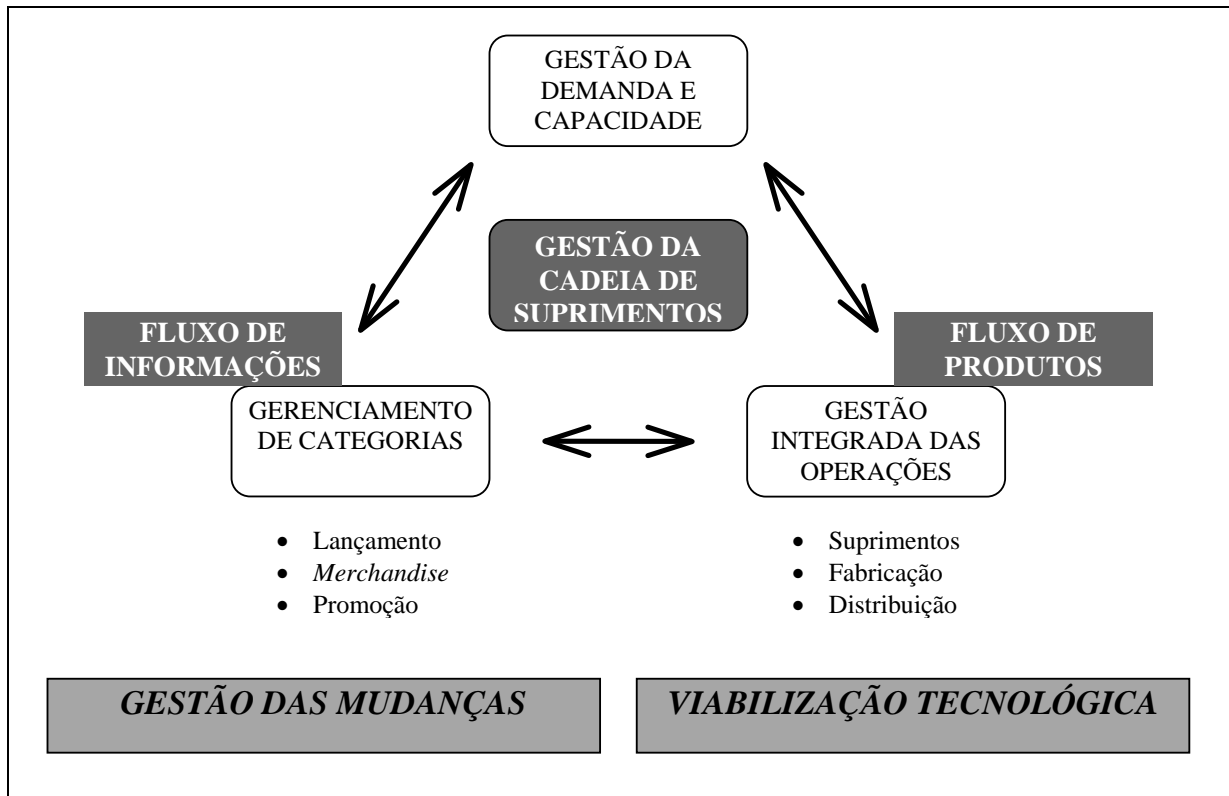 GESTÃO DA
DEMANDA E
CAPACIDADE
GESTÃO DA
CADEIA DE
SUPRIMENTOS
FLUXO DE
INFORMAÇÕES
FLUXO DE
PRODUTOS
GERENCIAMENTO
DE CATEGORIAS
GESTÃO
INTEGRADA DAS
OPERAÇÕES
• Lançamento
• Merchandise
• Promoção
• Suprimentos
• Fabricação
• Distribuição
GESTÃO DAS MUDANÇAS
VIABILIZAÇÃO TECNOLÓGICA